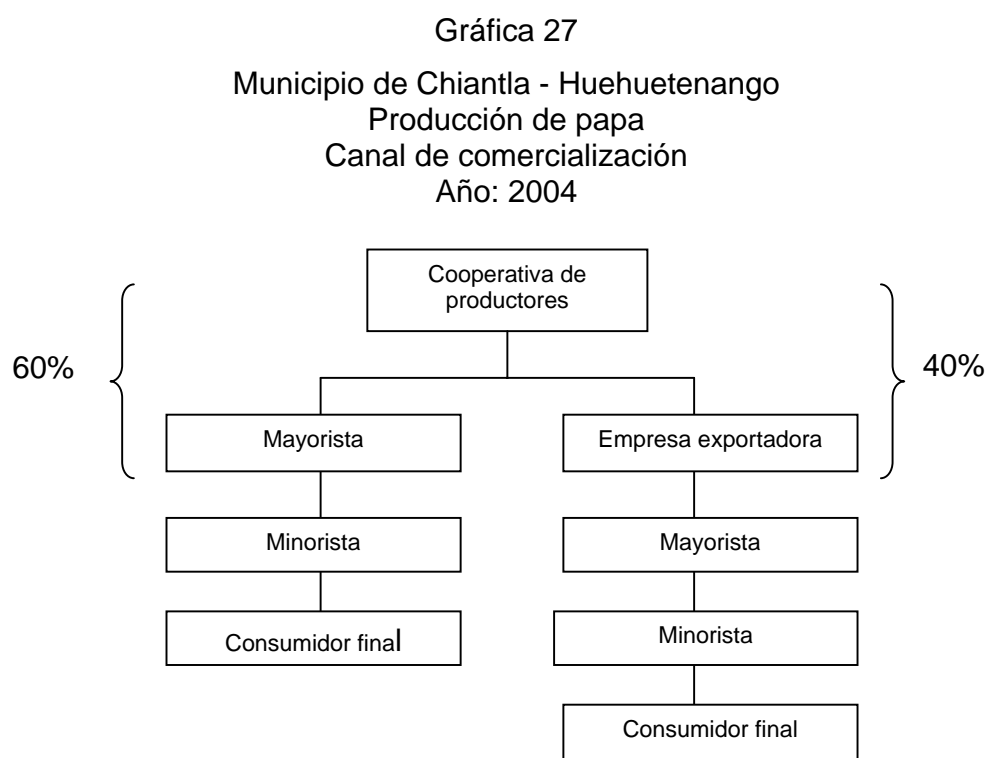 Gráfica 27
Municipio de Chiantla - Huehuetenango
Producción de papa
Canal de comercialización
Año: 2004
Cooperativa de
productores
60%
40%
Mayorista
Empresa exportadora
Minorista
Mayorista
Consumidor final
Minorista
Consumidor final